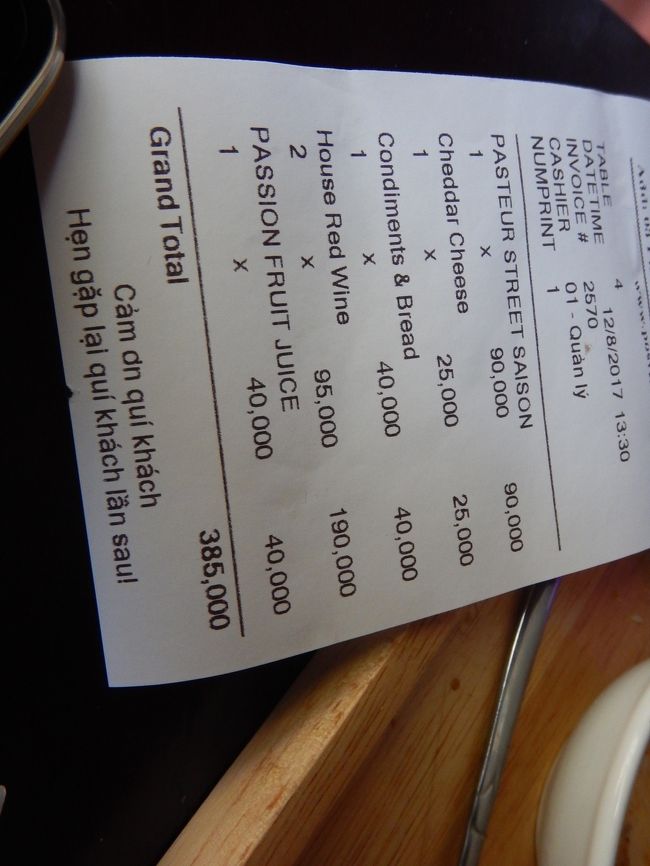 TABLE 4
DATETIME 12/8/2017 13:30
INVOICE # 2570
CASHIER 01 - Quản lý
NUMPRINT 1
PASTEUR STREET SAISON
1 x 90,000 90,000
Cheddar Cheese
1 x 25,000 25,000
Condiments & Bread
1 x 40,000 40,000
House Red Wine
2 x 95,000 190,000
PASSION FRUIT JUICE
1 x 40,000 40,000
Grand Total 385,000
Cảm ơn quí khách
Hẹn gặp lại quí khách lần sau!